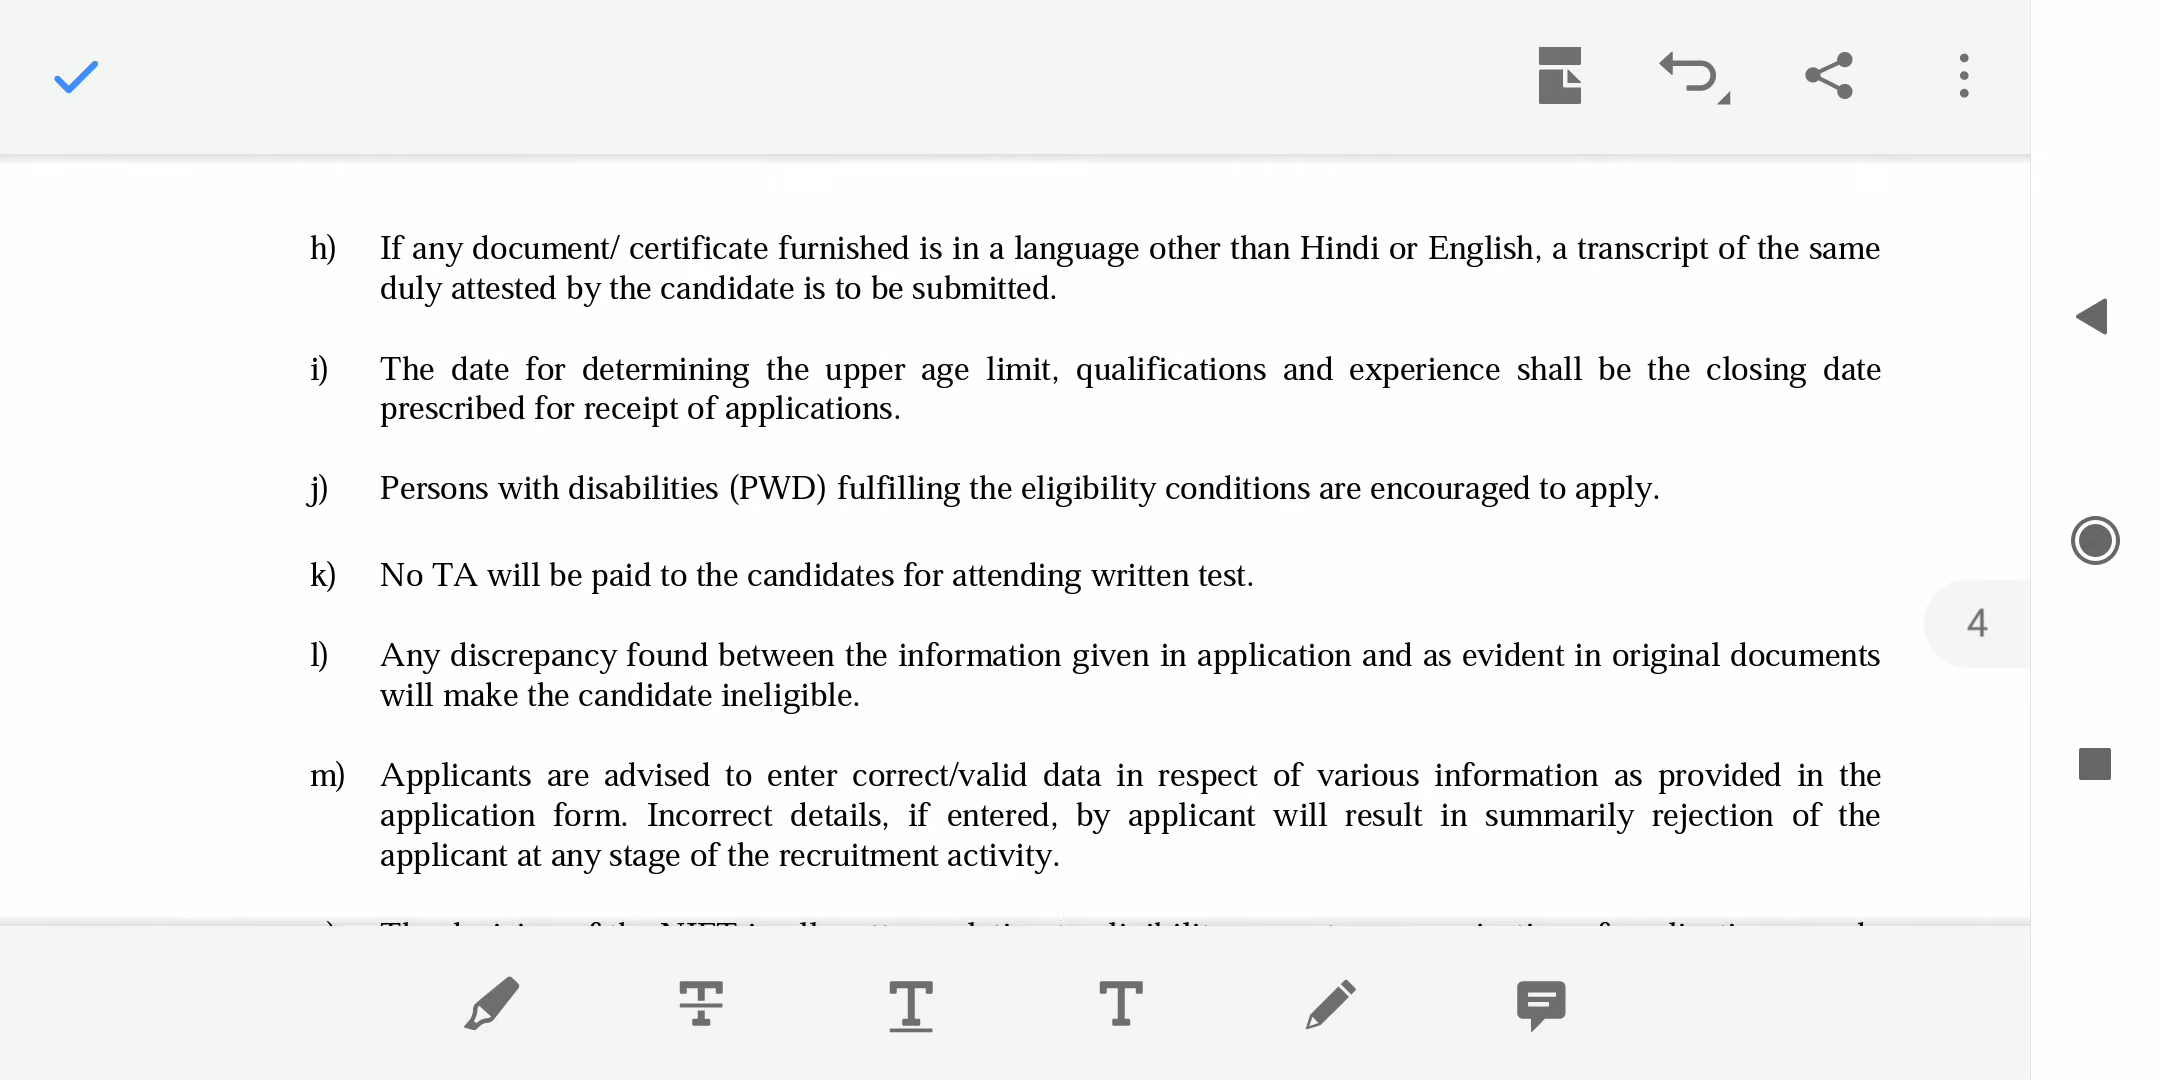 h) If any document/ certificate furnished is in a language other than Hindi or English, a transcript of the same
duly attested by the candidate is to be submitted.
i) The date for determining the upper age limit, qualifications and experience shall be the closing date
prescribed for receipt of applications.
j) Persons with disabilities (PWD) fulfilling the eligibility conditions are encouraged to apply.
k) No TA will be paid to the candidates for attending written test.
4
l) Any discrepancy found between the information given in application and as evident in original documents
will make the candidate ineligible.
m) Applicants are advised to enter correct/valid data in respect of various information as provided in the
application form. Incorrect details, if entered, by applicant will result in summarily rejection of the
applicant at any stage of the recruitment activity.